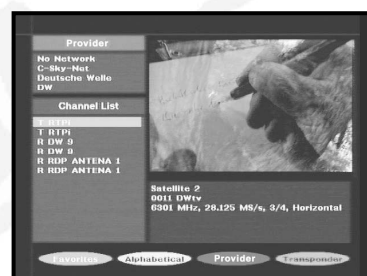 Provider
No Network
C-Sky-Net
Deutsche Welle
DW
Channel List
T RTPi
T RTPi
R DW 9
R DW 8
R RDP ANTENA 1
R RDP ANTENA 1
Satellite 2
0011 DWtv
6301 MHz, 28.125 MS/s, 3/4, Horizontal
Favorites Alphabetical Provider Transponder